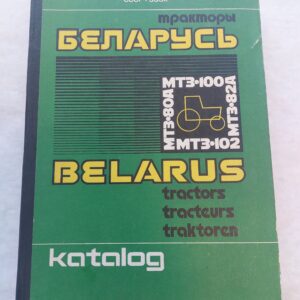 тракторы
БЕЛАРУСЬ
МТЗ-100
МТЗ-80А
МТЗ-82А
МТЗ-102
BELARUS
tractors
tracteurs
traktoren
katalog